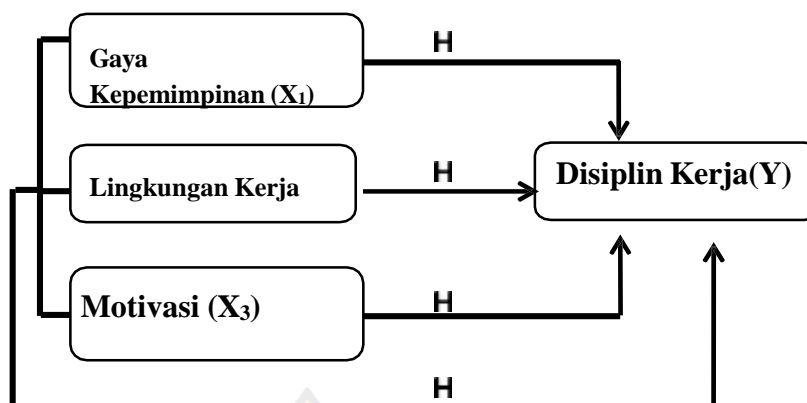 H
Gaya
Kepemimpinan (X₁)
H
Lingkungan Kerja
Disiplin Kerja(Y)
H
Motivasi (X₃)
H